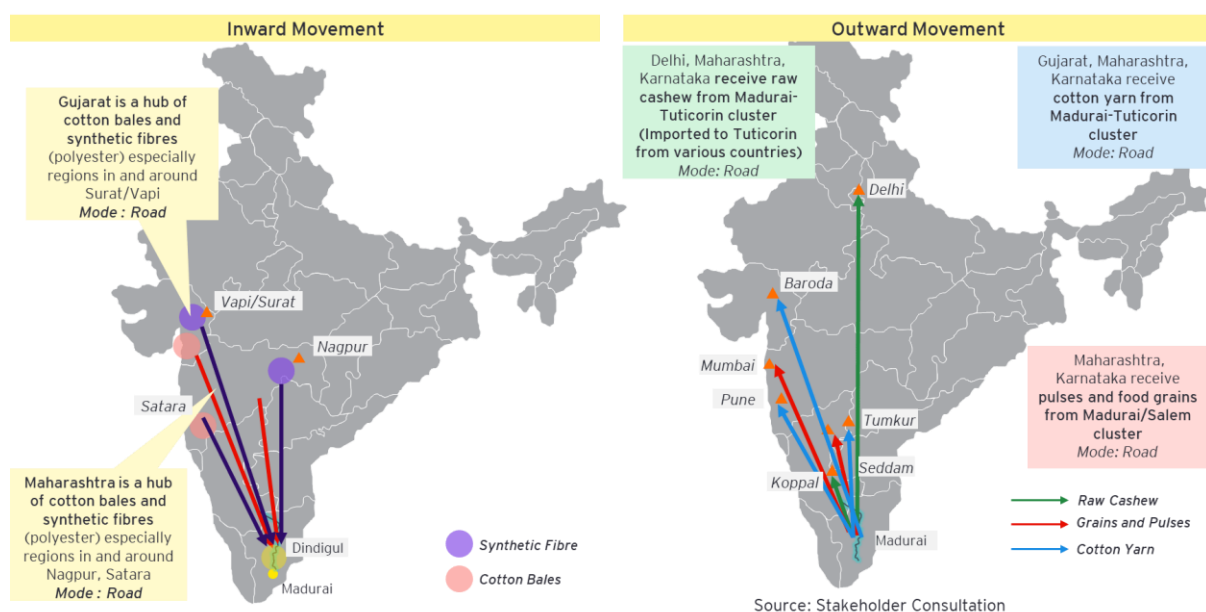 Inward Movement
Gujarat is a hub of
cotton bales and
synthetic fibres
(polyester) especially
regions in and around
Surat/Vapi
Mode : Road
Vapi/Surat
Nagpur
Satara
Maharashtra is a hub
of cotton bales and
synthetic fibres
(polyester) especially
regions in and around
Nagpur, Satara
Mode : Road
Dindigul
Madurai
Synthetic Fibre
Cotton Bales
Outward Movement
Delhi, Maharashtra,
Karnataka receive raw
cashew from Madurai-
Tuticorin cluster
(Imported to Tuticorin
from various countries)
Mode: Road
Gujarat, Maharashtra,
Karnataka receive
cotton yarn from
Madurai-Tuticorin
cluster
Mode: Road
Delhi
Baroda
Mumbai
Pune
Tumkur
Seddam
Koppal
Madurai
Maharashtra,
Karnataka receive
pulses and food grains
from Madurai/Salem
cluster
Mode: Road
Raw Cashew
Grains and Pulses
Cotton Yarn
Source: Stakeholder Consultation